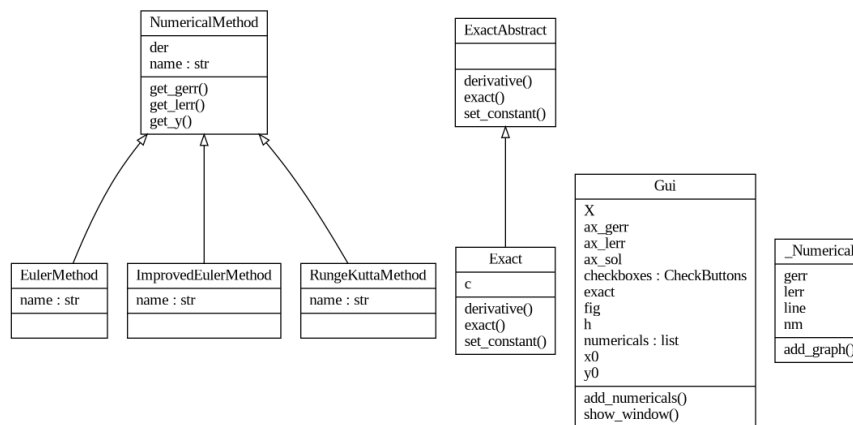 NumericalMethod
der
name : str
get_gerr()
get_lerr()
get_y()
ExactAbstract
derivative()
exact()
set_constant()
EulerMethod
name : str
ImprovedEulerMethod
name : str
RungeKuttaMethod
name : str
Exact
c
derivative()
exact()
set_constant()
Gui
X
ax_gerr
ax_lerr
ax_sol
checkboxes : CheckButtons
exact
fig
h
numericals : list
x0
y0
add_numericals()
show_window()
_Numerical
gerr
lerr
line
nm
add_graph()